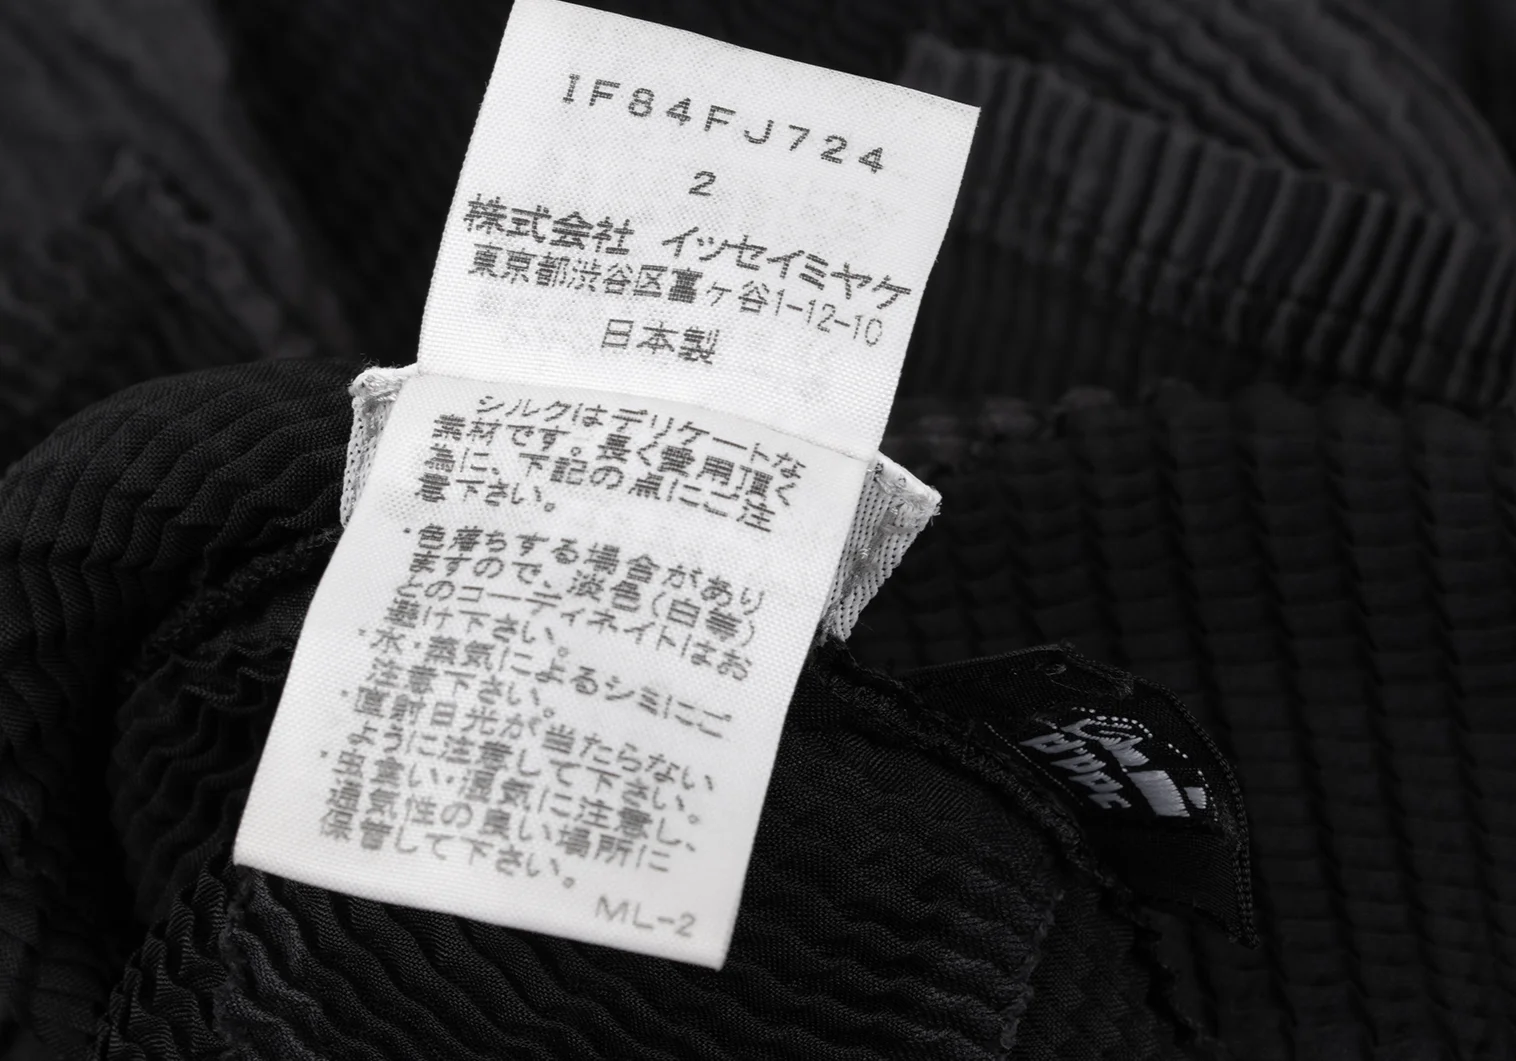 IF84FJ724
2
株式会社 イッセイミヤケ
東京都渋谷区富ヶ谷1-12-10
日本製
シルクはデリケートな
素材です。長く愛用頂く
為に、下記の点にご注
意下さい。
・色落ちする場合があり
ますので、淡色(白等)
とのコーディネイトはお
避け下さい。
・水・蒸気によるシミにご
注意下さい。
・直射日光が当たらない
ように注意して下さい。
・虫食い・湿気に注意し、
通気性の良い場所に
保管して下さい。
ML-2